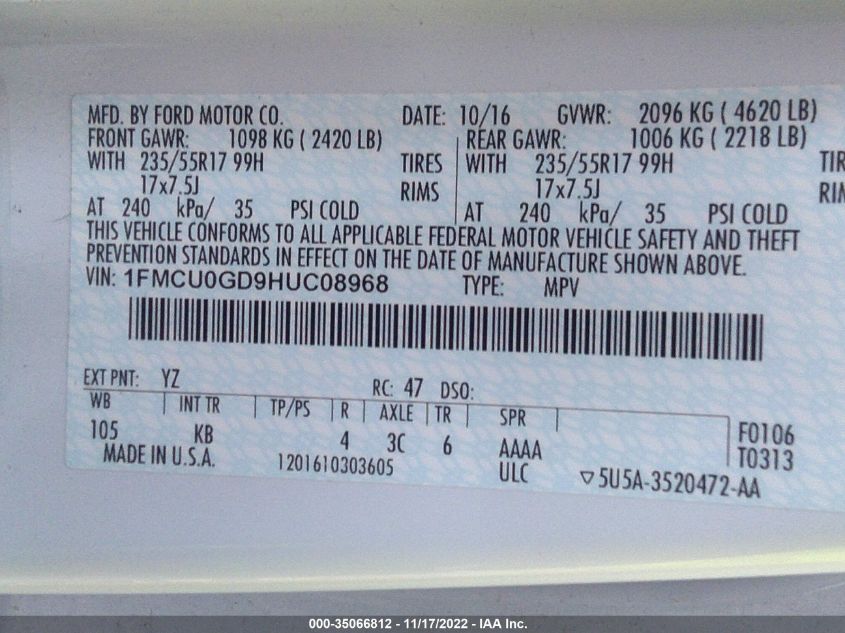 MFD. BY FORD MOTOR CO. DATE: 10/16 GVWR: 2096 KG ( 4620 LB)
FRONT GAWR: 1098 KG ( 2420 LB) REAR GAWR: 1006 KG ( 2218 LB)
WITH 235/55R17 99H TIRES WITH 235/55R17 99H TIR
17x7.5J RIMS 17x7.5J RIM
AT 240 kPa/ 35 PSI COLD AT 240 kPa/ 35 PSI COLD
THIS VEHICLE CONFORMS TO ALL APPLICABLE FEDERAL MOTOR VEHICLE SAFETY AND THEFT
PREVENTION STANDARDS IN EFFECT ON THE DATE OF MANUFACTURE SHOWN ABOVE.
VIN: 1FMCU0GD9HUC08968 TYPE: MPV
EXT PNT: YZ RC: 47 DSO:
WB INT TR TP/PS R AXLE TR SPR
105 KB 4 3C 6 AAAA F0106
MADE IN U.S.A. 1201610303605 ULC T0313
5U5A-3520472-AA
000-35066812 - 11/17/2022 - IAA Inc.